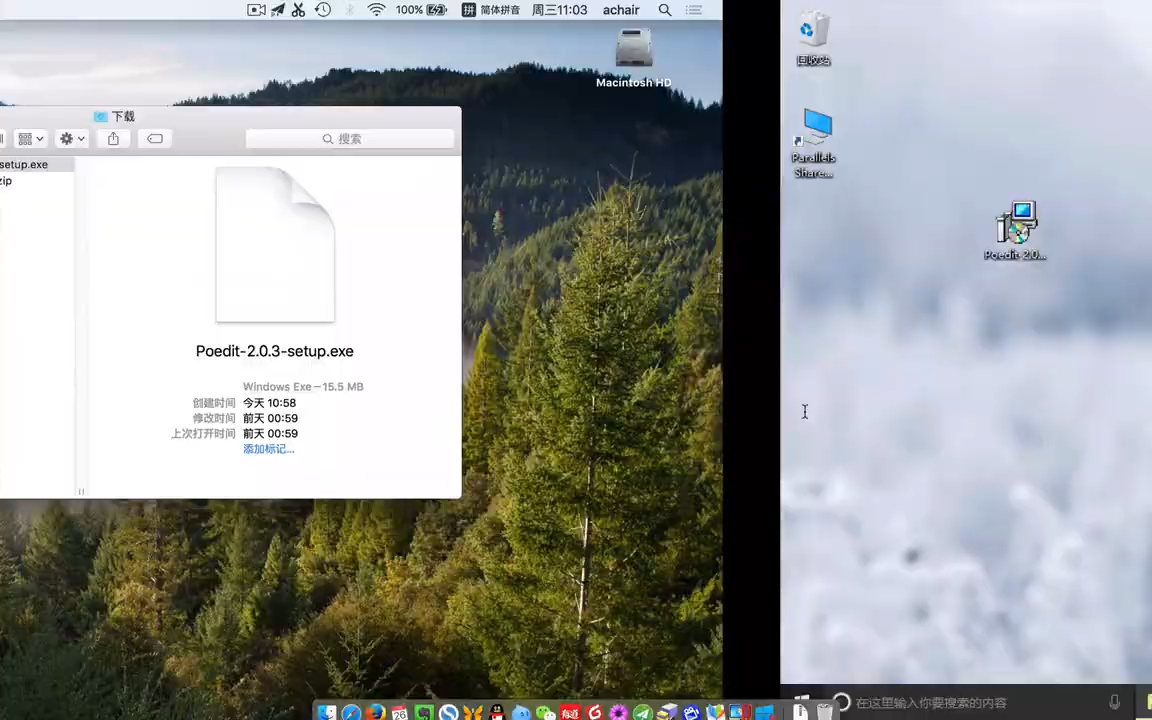 100%
拼
简体拼音
周三11:03
achair
Macintosh HD
下载
搜索
setup.exe
zip
Poedit-2.0.3-setup.exe
Windows Exe — 15.5 MB
创建时间 今天 10:58
修改时间 前天 00:59
上次打开时间 前天 00:59
添加标记...
回收站
Parallels
Share...
Poedit-2.0...
26
有道
在这里输入你要搜索的内容